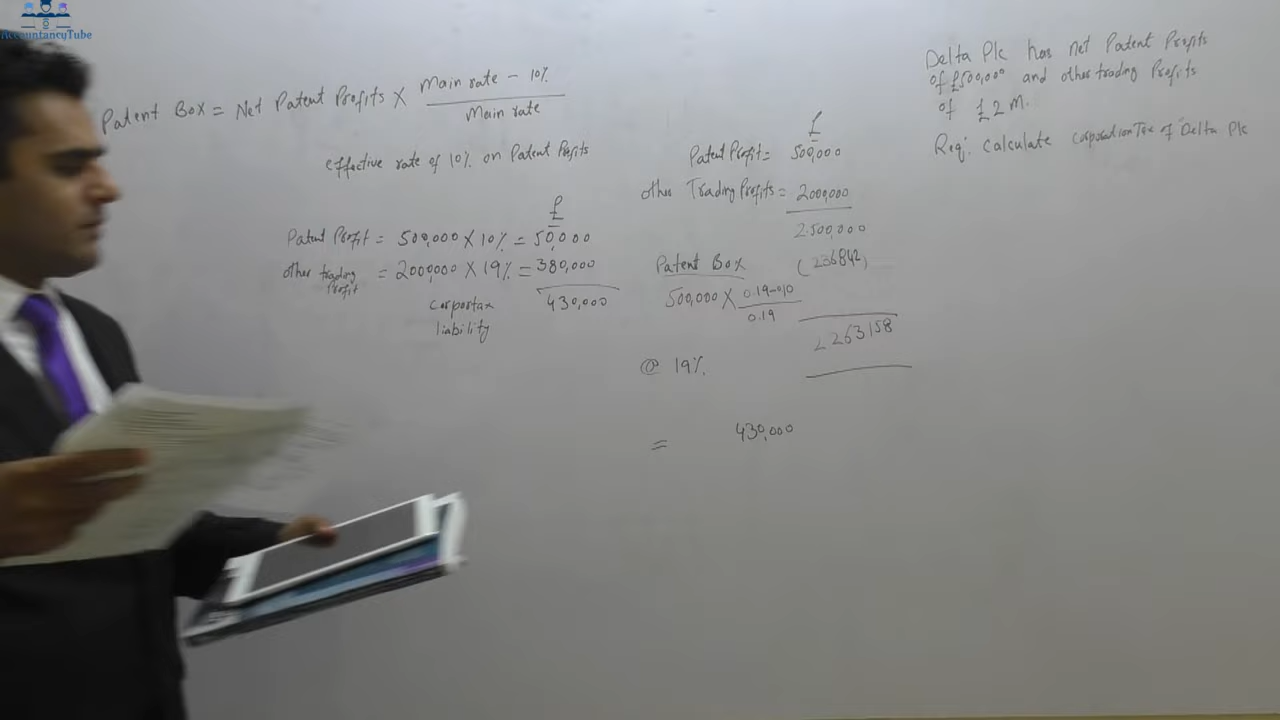 AccountancyTube
Patent Box = Net Patent Profits X Main rate - 10%
Main rate
effective rate of 10% on Patent Profits
£
Patent Profit = 500,000 X 10% = 50,000
other trading Profit = 2000,000 X 19% = 380,000
corportax 430,000
liability
£
Patent Profit = 500,000
other Trading Profits = 2000,000
2.500,000
Patent Box (236842)
500,000 X 0.19-0.10
0.19
2263158
@ 19%
= 430,000
Delta Plc has net Patent Profits
of £500,000 and other trading Profits
of £2m.
Req: Calculate corporation Tax of Delta Plc